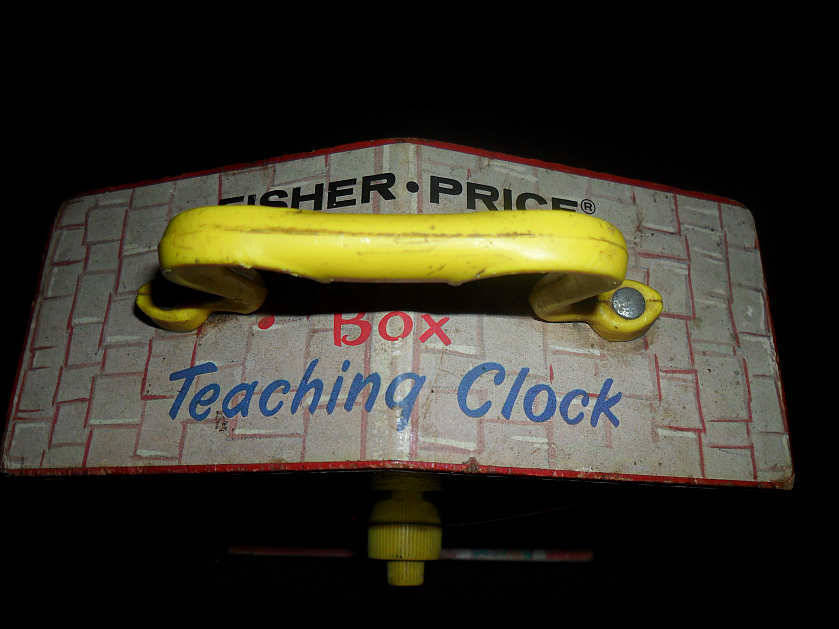 FISHER·PRICE®
• Box
Teaching Clock